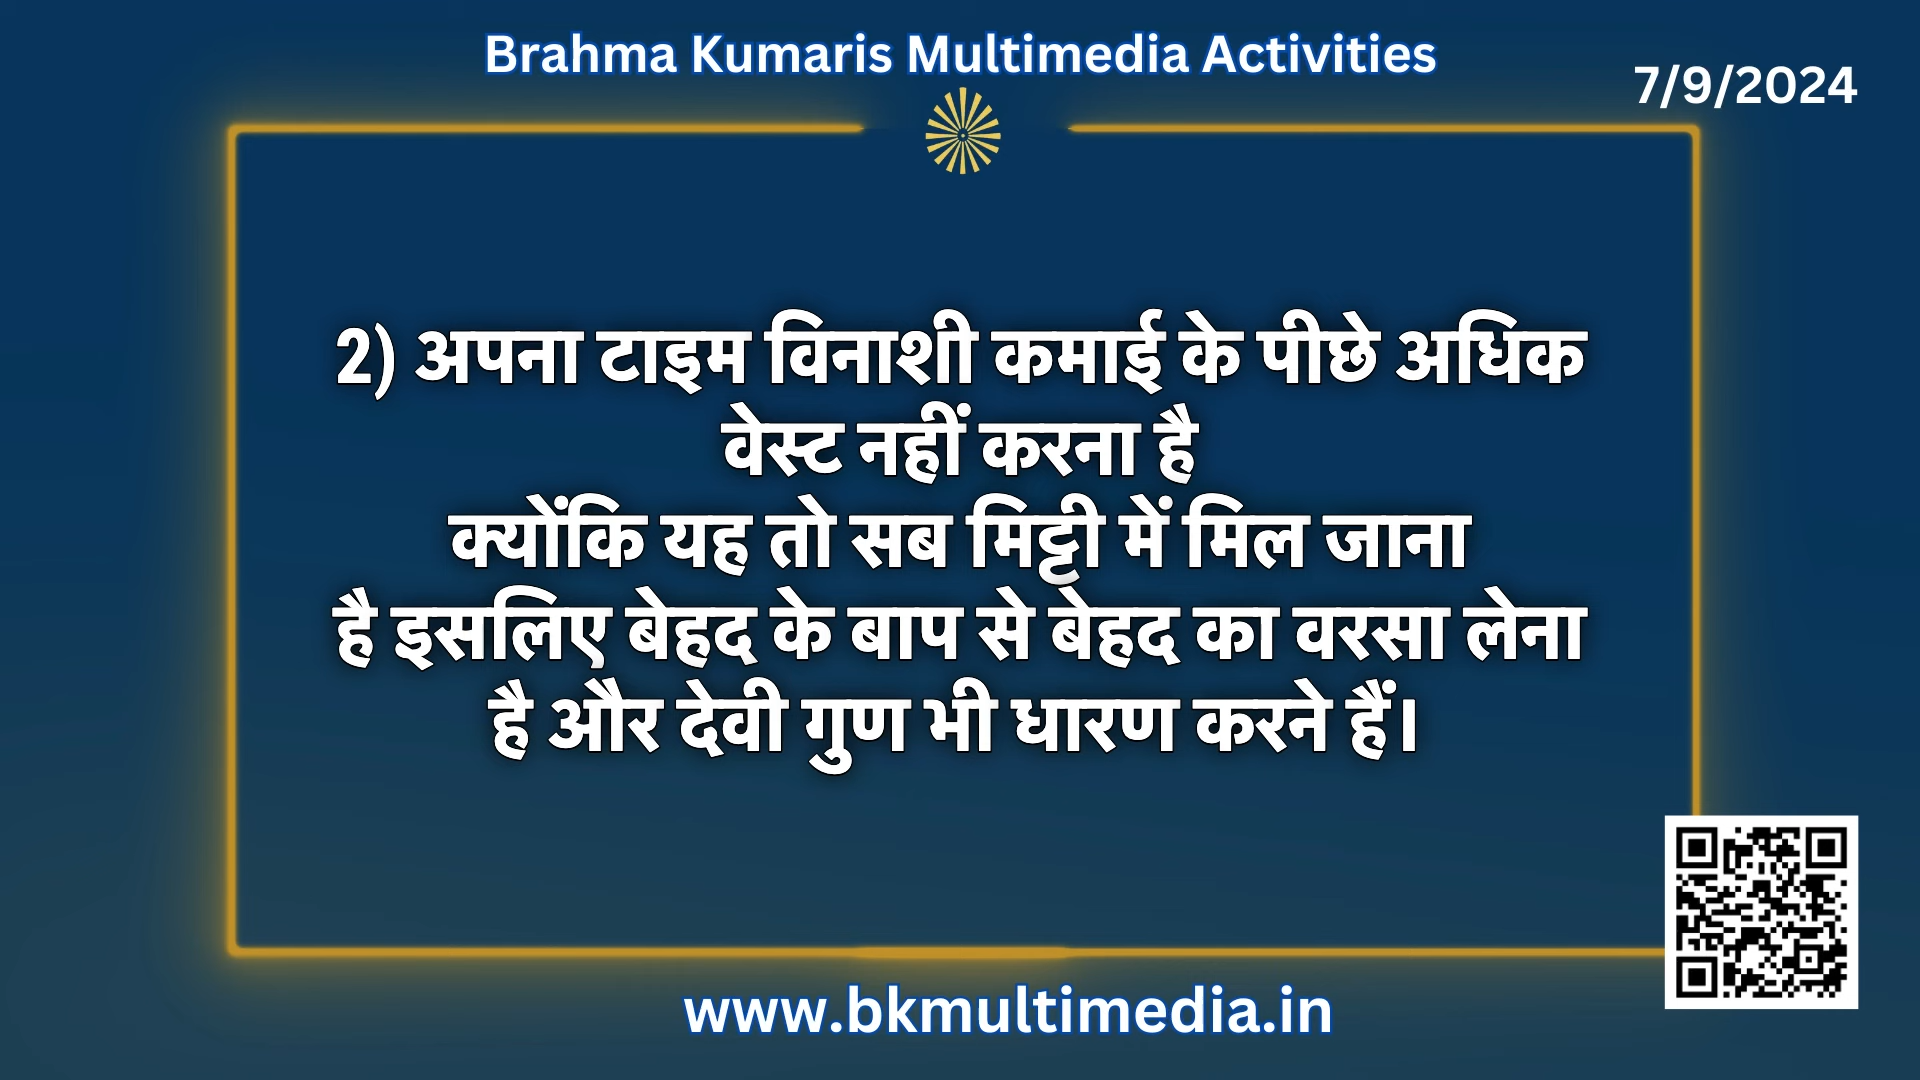 Brahma Kumaris Multimedia Activities
7/9/2024
2) अपना टाइम विनाशी कमाई के पीछे अधिक
वेस्ट नहीं करना है
क्योंकि यह तो सब मिट्टी में मिल जाना
है इसलिए बेहद के बाप से बेहद का वरसा लेना
है और देवी गुण भी धारण करने हैं।
www.bkmultimedia.in